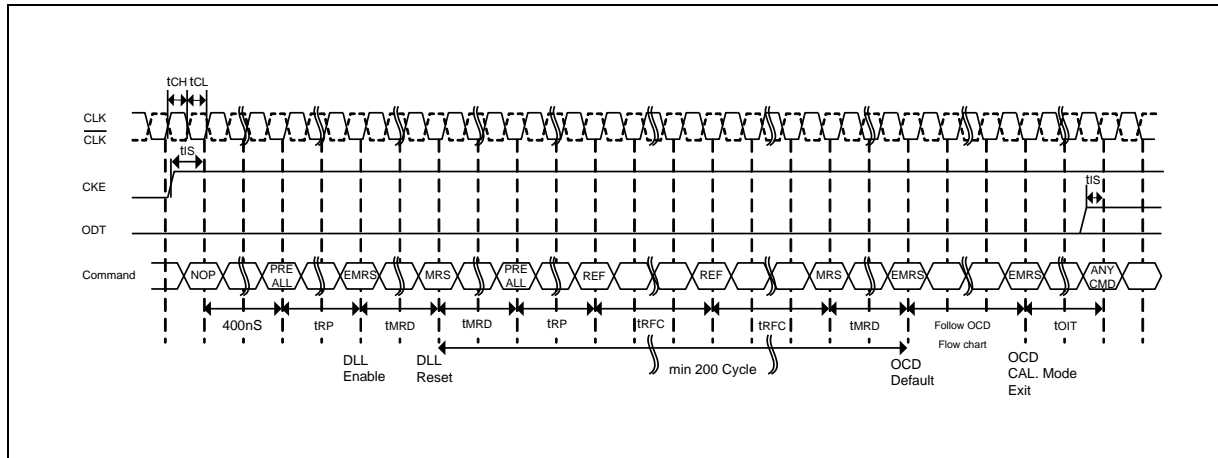 tCH tCL
CLK
CLK
tIS
CKE
tIS
ODT
Command NOP PRE ALL EMRS MRS PRE ALL REF REF MRS EMRS EMRS ANY CMD
400nS tRP tMRD tMRD tRP tRFC tRFC tMRD Follow OCD Flow chart tOIT
DLL Enable DLL Reset min 200 Cycle OCD Default OCD CAL. Mode Exit